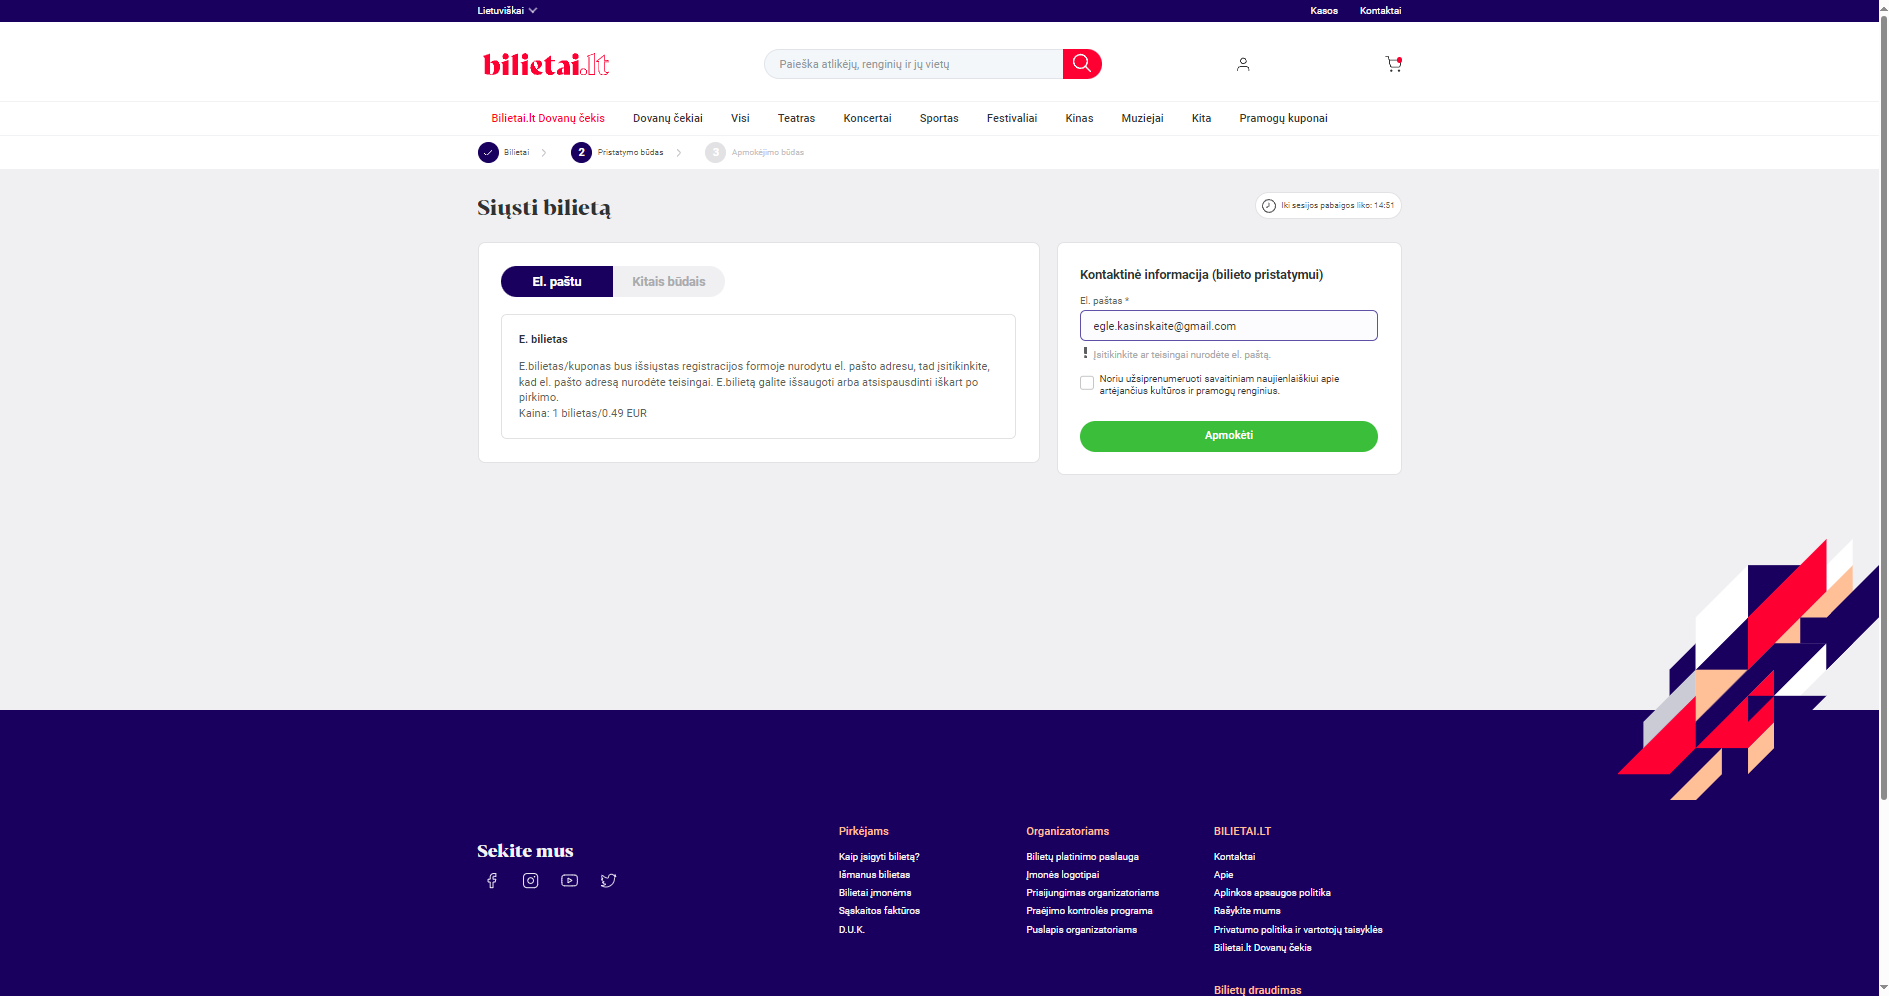 Lietuviškai
Kasos
Kontaktai
bilietai.lt
Paieška atlikėjų, renginių ir jų vietų
Bilietai.lt Dovanų čekis
Dovanų čekiai
Visi
Teatras
Koncertai
Sportas
Festivaliai
Kinas
Muziejai
Kita
Pramogų kuponai
Bilietai
2 Pristatymo būdas
3 Apmokėjimo būdas
Siųsti bilietą
Iki sesijos pabaigos liko: 14:51
El. paštu
Kitais būdais
E. bilietas
E.bilietas/kuponas bus išsiųstas registracijos formoje nurodytu el. pašto adresu, tad įsitikinkite,
kad el. pašto adresą nurodėte teisingai. E.bilietą galite išsaugoti arba atsispausdinti iškart po
pirkimo.
Kaina: 1 bilietas/0.49 EUR
Kontaktinė informacija (bilieto pristatymui)
El. paštas *
egle.kasinskaite@gmail.com
! Įsitikinkite ar teisingai nurodėte el. paštą.
Noriu užsiprenumeruoti savaitiniam naujienlaiškiui apie
artėjančius kultūros ir pramogų renginius.
Apmokėti
Sekite mus
Pirkėjams
Kaip įsigyti bilietą?
Išmanus bilietas
Bilietai įmonėms
Sąskaitos faktūros
D.U.K.
Organizatoriams
Bilietų platinimo paslauga
Įmonės logotipai
Prisijungimas organizatoriams
Praėjimo kontrolės programa
Puslapis organizatoriams
BILIETAI.LT
Kontaktai
Apie
Aplinkos apsaugos politika
Rašykite mums
Privatumo politika ir vartotojų taisyklės
Bilietai.lt Dovanų čekis
Bilietų draudimas